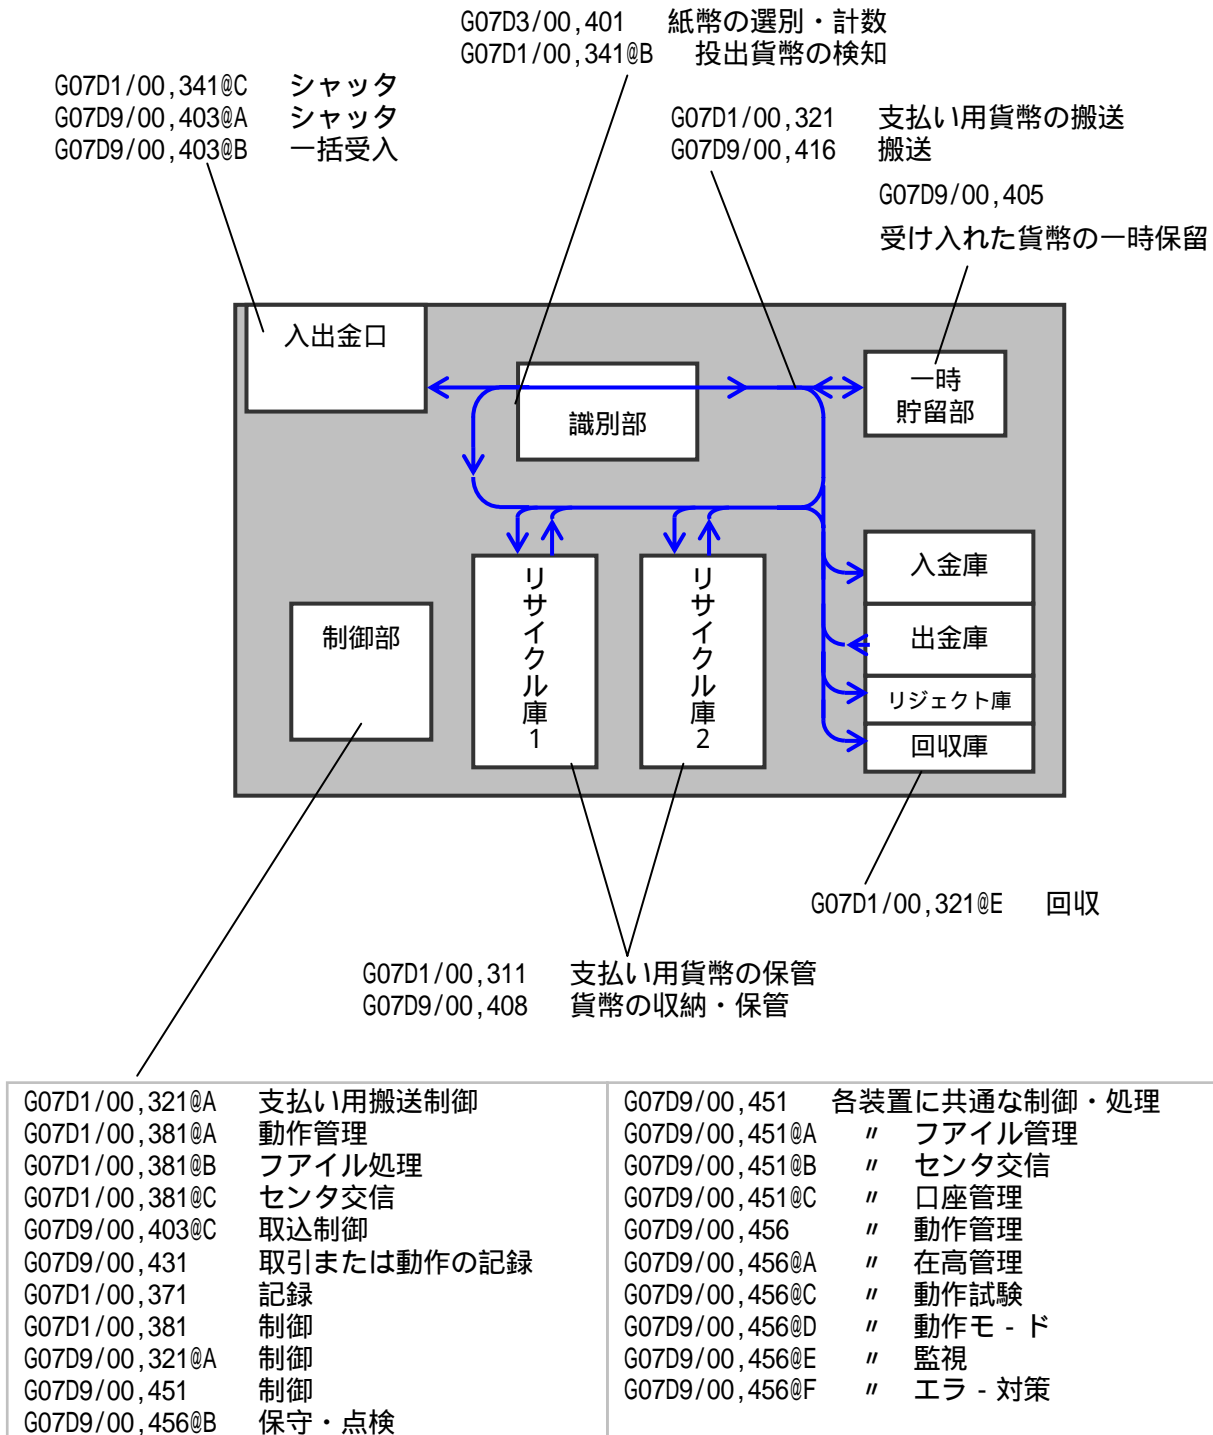 G07D3/00,401 紙幣の選別・計数
G07D1/00,341@B 投出貨幣の検知
G07D1/00,341@C シャッタ
G07D9/00,403@A シャッタ
G07D9/00,403@B 一括受入
G07D1/00,321 支払い用貨幣の搬送
G07D9/00,416 搬送
G07D9/00,405
受け入れた貨幣の一時保留
入出金口
識別部
一時
貯留部
制御部
リサイクル庫1
リサイクル庫2
入金庫
出金庫
リジェクト庫
回収庫
G07D1/00,321@E 回収
G07D1/00,311 支払い用貨幣の保管
G07D9/00,408 貨幣の収納・保管
G07D1/00,321@A 支払い用搬送制御
G07D1/00,381@A 動作管理
G07D1/00,381@B フアイル処理
G07D1/00,381@C センタ交信
G07D9/00,403@C 取込制御
G07D9/00,431 取引または動作の記録
G07D1/00,371 記録
G07D1/00,381 制御
G07D9/00,321@A 制御
G07D9/00,451 制御
G07D9/00,456@B 保守・点検
G07D9/00,451 各装置に共通な制御・処理
G07D9/00,451@A 〃 フアイル管理
G07D9/00,451@B 〃 センタ交信
G07D9/00,451@C 〃 口座管理
G07D9/00,456 〃 動作管理
G07D9/00,456@A 〃 在高管理
G07D9/00,456@C 〃 動作試験
G07D9/00,456@D 〃 動作モ‐ド
G07D9/00,456@E 〃 監視
G07D9/00,456@F 〃 エラ‐対策